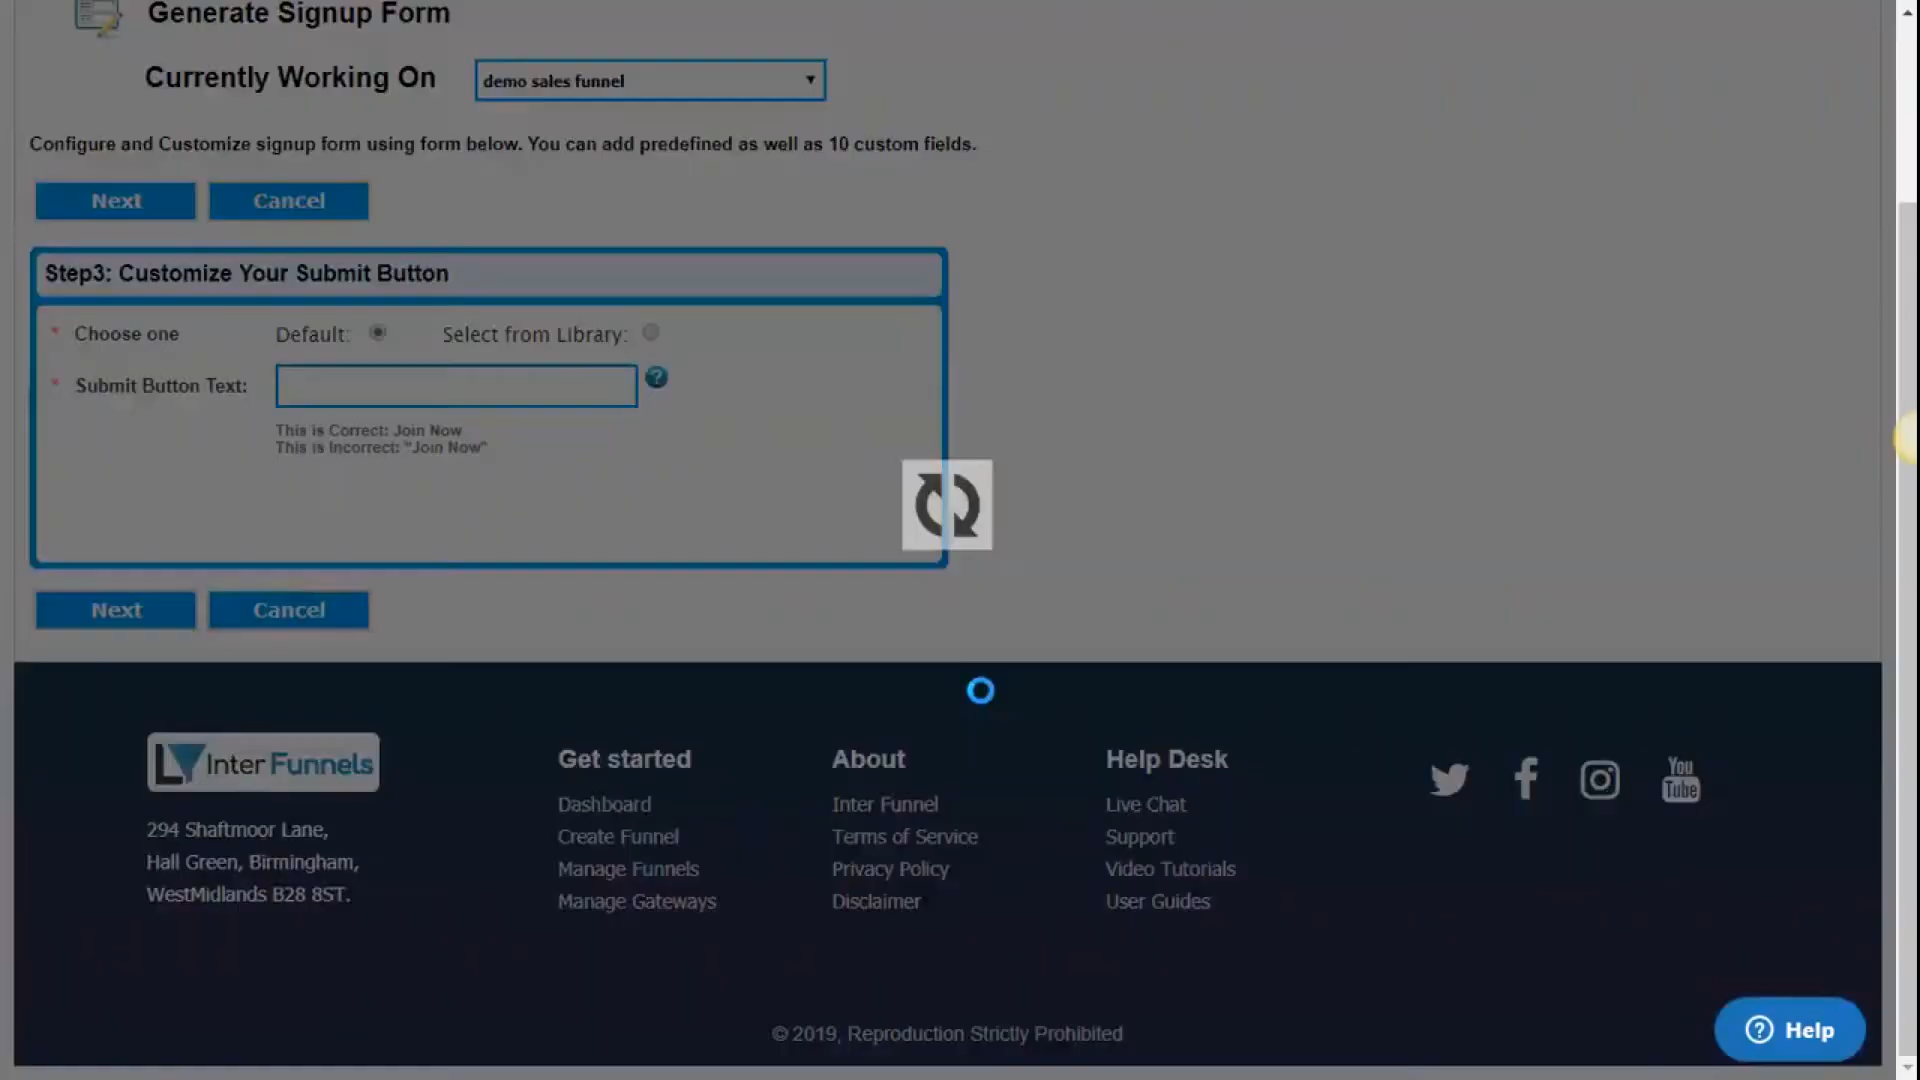 Generate Signup Form
Currently Working On
demo sales funnel
Configure and Customize signup form using form below. You can add predefined as well as 10 custom fields.
Next Cancel
Step3: Customize Your Submit Button
* Choose one Default: Select from Library:
* Submit Button Text: ?
This is Correct: Join Now
This is Incorrect: "Join Now"
Next Cancel
Inter Funnels
294 Shaftmoor Lane,
Hall Green, Birmingham,
WestMidlands B28 8ST.
Get started
Dashboard
Create Funnel
Manage Funnels
Manage Gateways
About
Inter Funnel
Terms of Service
Privacy Policy
Disclaimer
Help Desk
Live Chat
Support
Video Tutorials
User Guides
You
Tube
© 2019, Reproduction Strictly Prohibited
? Help